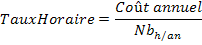 TauxHoraire = Coût annuel / Nb_h/an